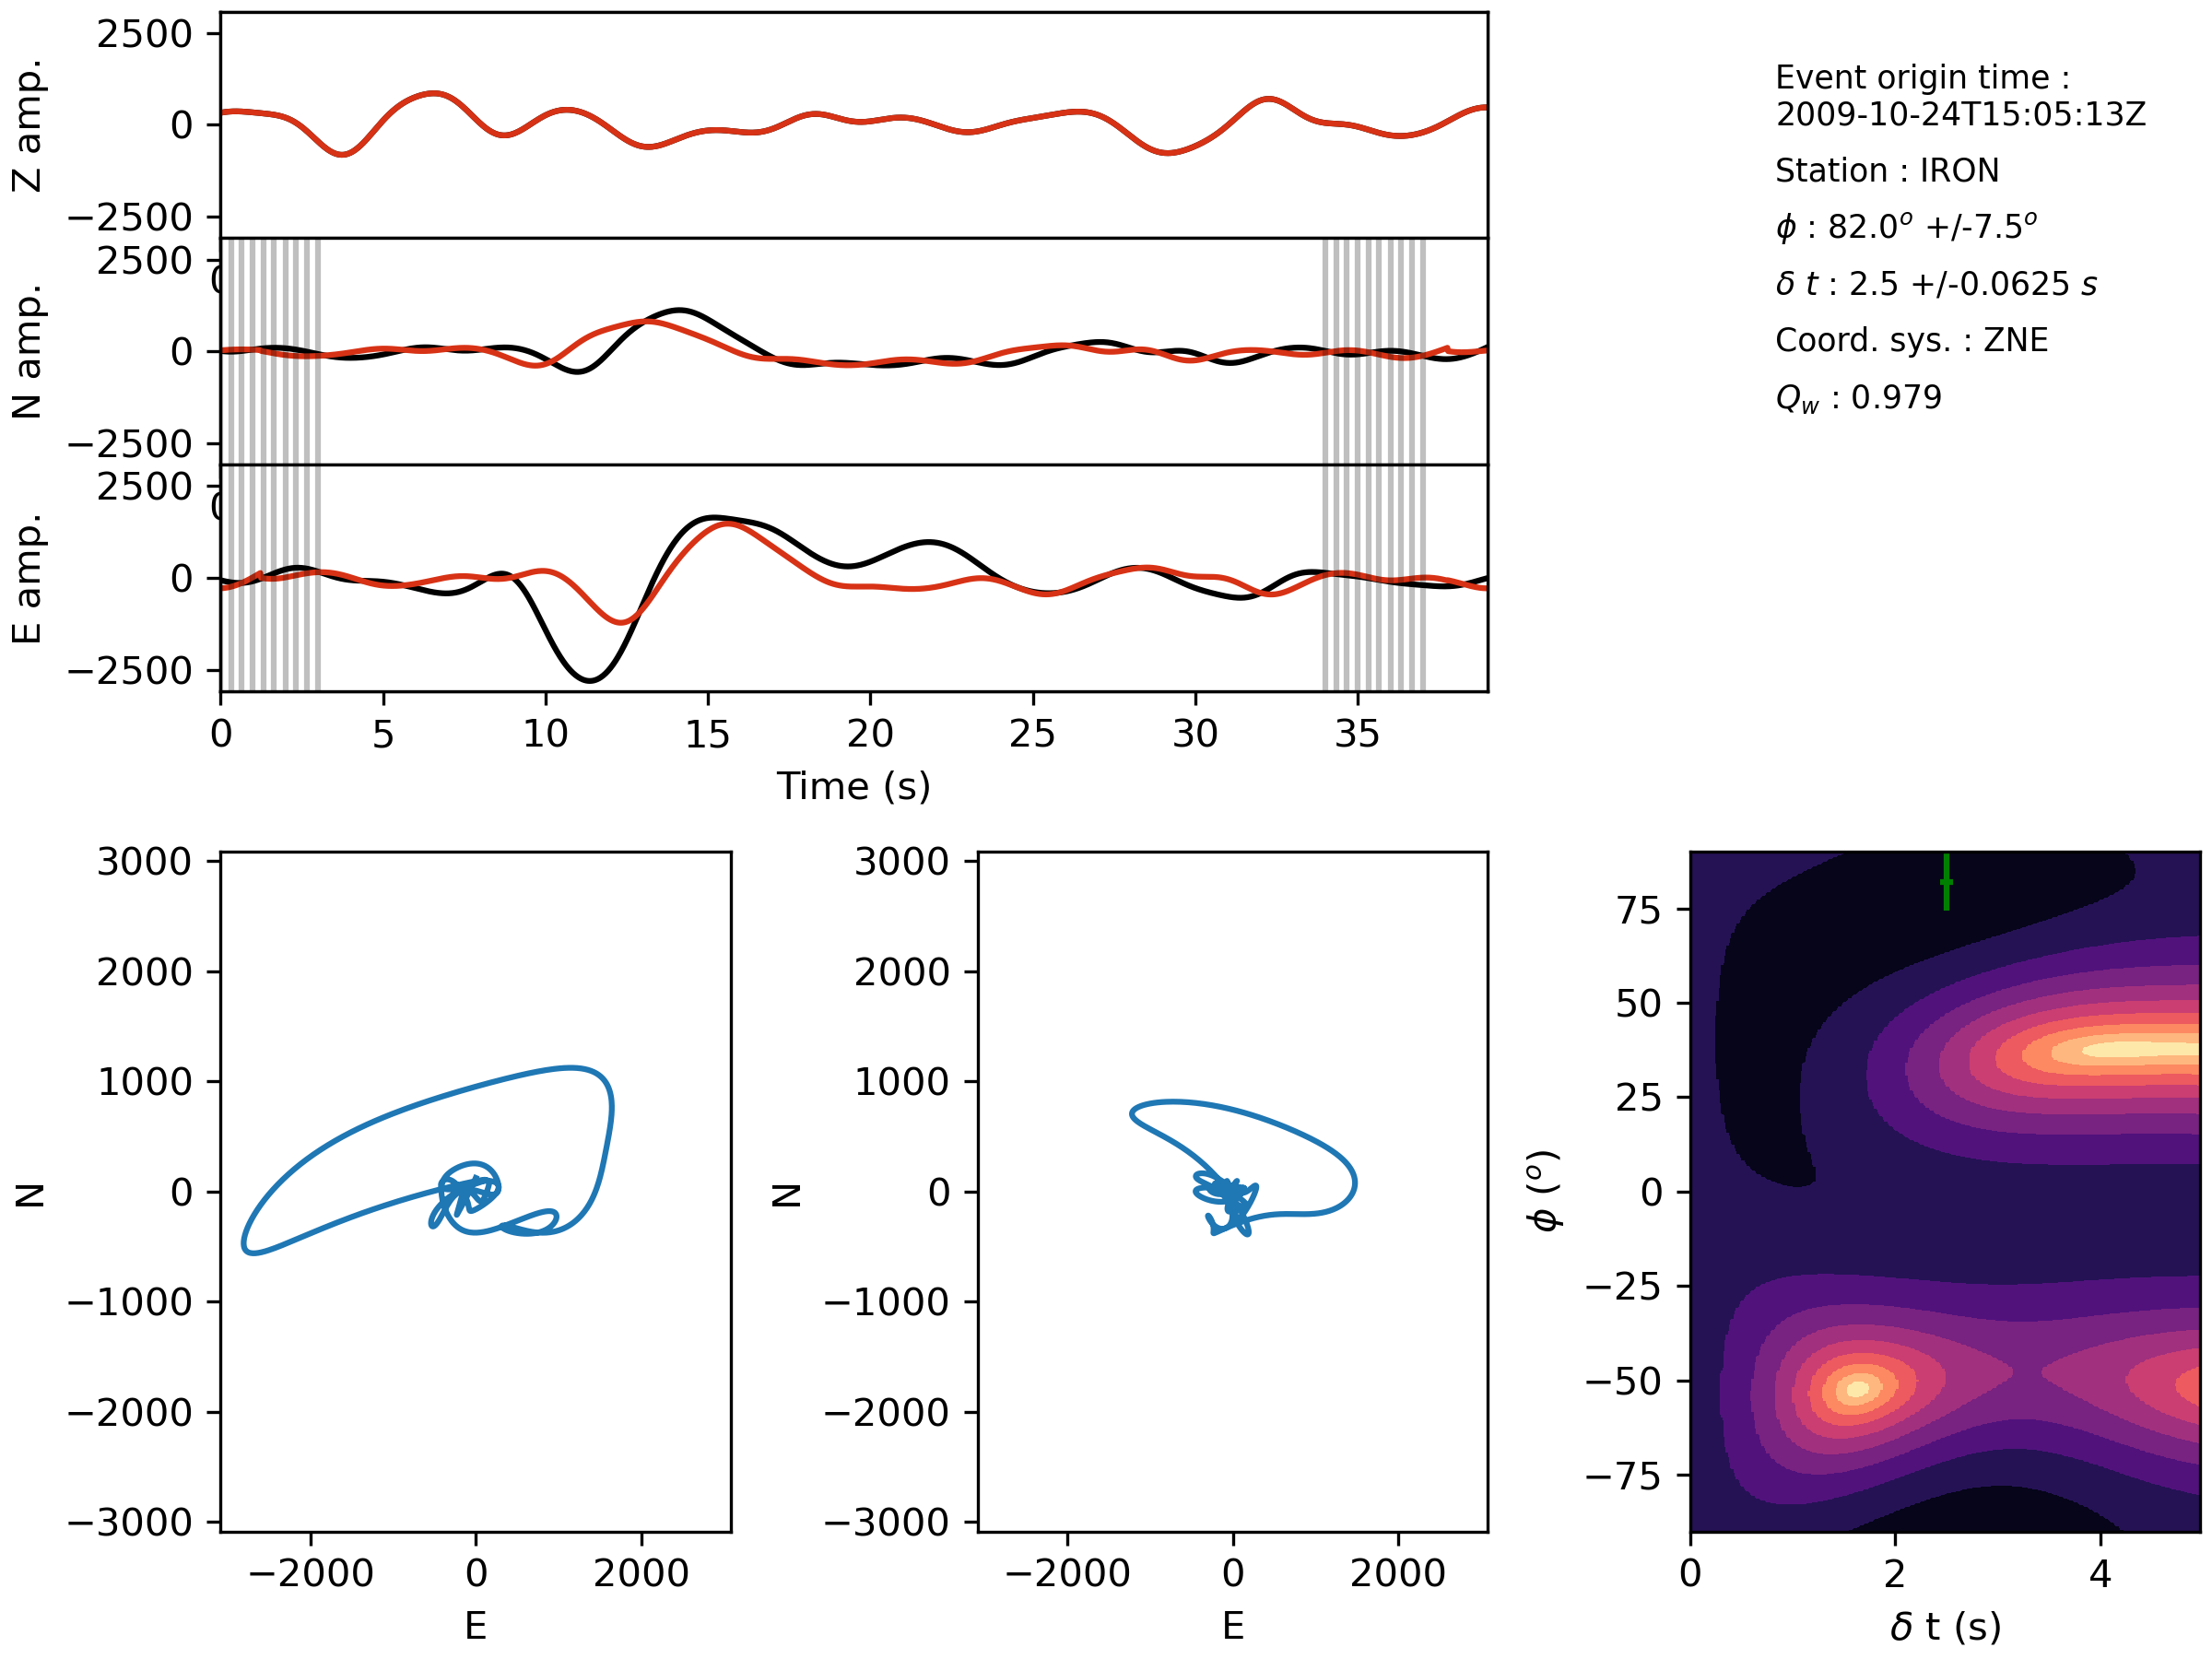 2500
0
−2500
Z amp.
2500
0
−2500
N amp.
2500
0
−2500
E amp.
0 5 10 15 20 25 30 35
Time (s)
Event origin time :
2009-10-24T15:05:13Z
Station : IRON
ϕ : 82.0° +/-7.5°
δ t : 2.5 +/-0.0625 s
Coord. sys. : ZNE
Qw : 0.979
3000
2000
1000
0
−1000
−2000
−3000
N
−2000 0 2000
E
3000
2000
1000
0
−1000
−2000
−3000
N
−2000 0 2000
E
75
50
25
0
−25
−50
−75
ϕ (°)
0 2 4
δ t (s)